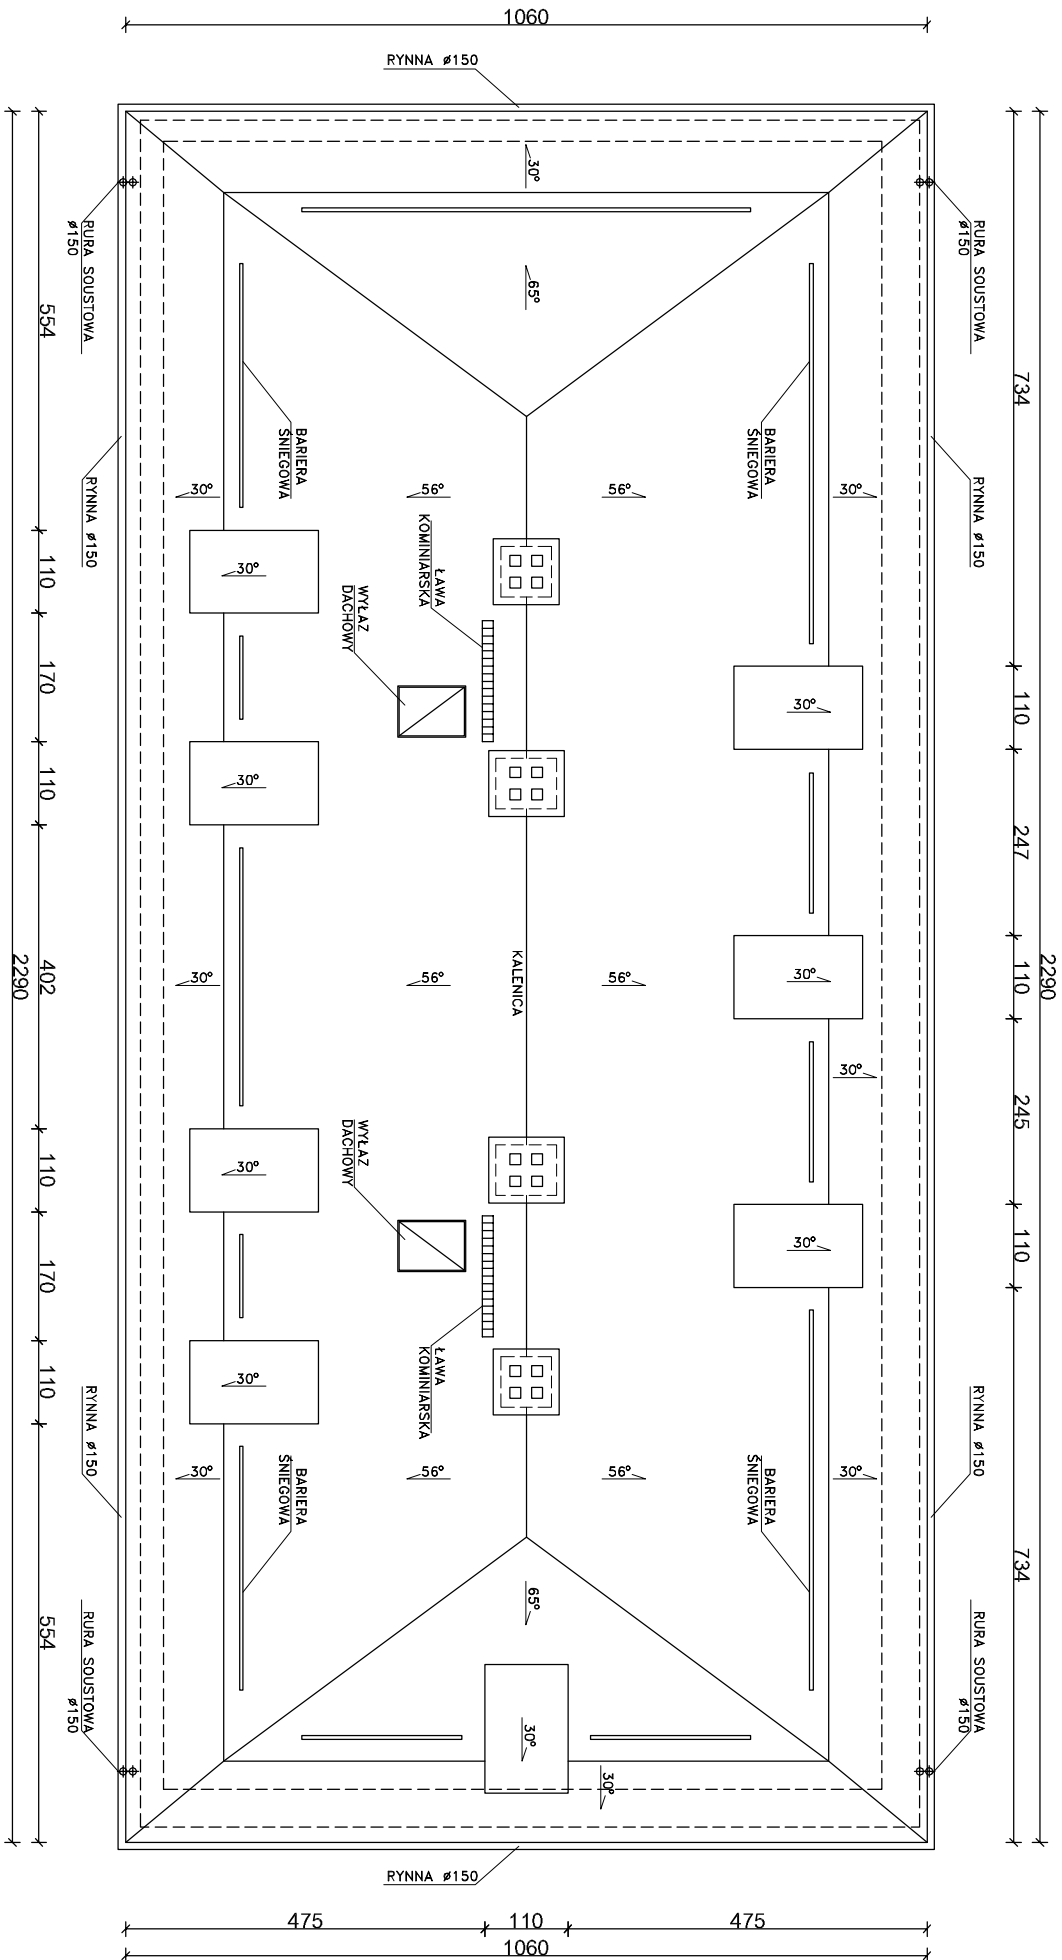 1060
RYNNA ø150
RURA SOUSTOWA
ø150
RURA SOUSTOWA
ø150
30°
65°
554
734
2290
BARIERA
ŚNIEGOWA
BARIERA
ŚNIEGOWA
RYNNA ø150
RYNNA ø150
30°
56°
56°
30°
ŁAWA
KOMINIARSKA
110
30°
WYŁAZ
DACHOWY
170
30°
110
110
30°
247
2290
402
30°
56°
KALENICA
56°
30°
110
30°
245
WYŁAZ
DACHOWY
110
30°
30°
110
170
ŁAWA
KOMINIARSKA
110
30°
RYNNA ø150
RYNNA ø150
30°
56°
56°
30°
BARIERA
ŚNIEGOWA
BARIERA
ŚNIEGOWA
734
65°
554
RURA SOUSTOWA
ø150
RURA SOUSTOWA
ø150
30°
30°
RYNNA ø150
475
110
475
1060